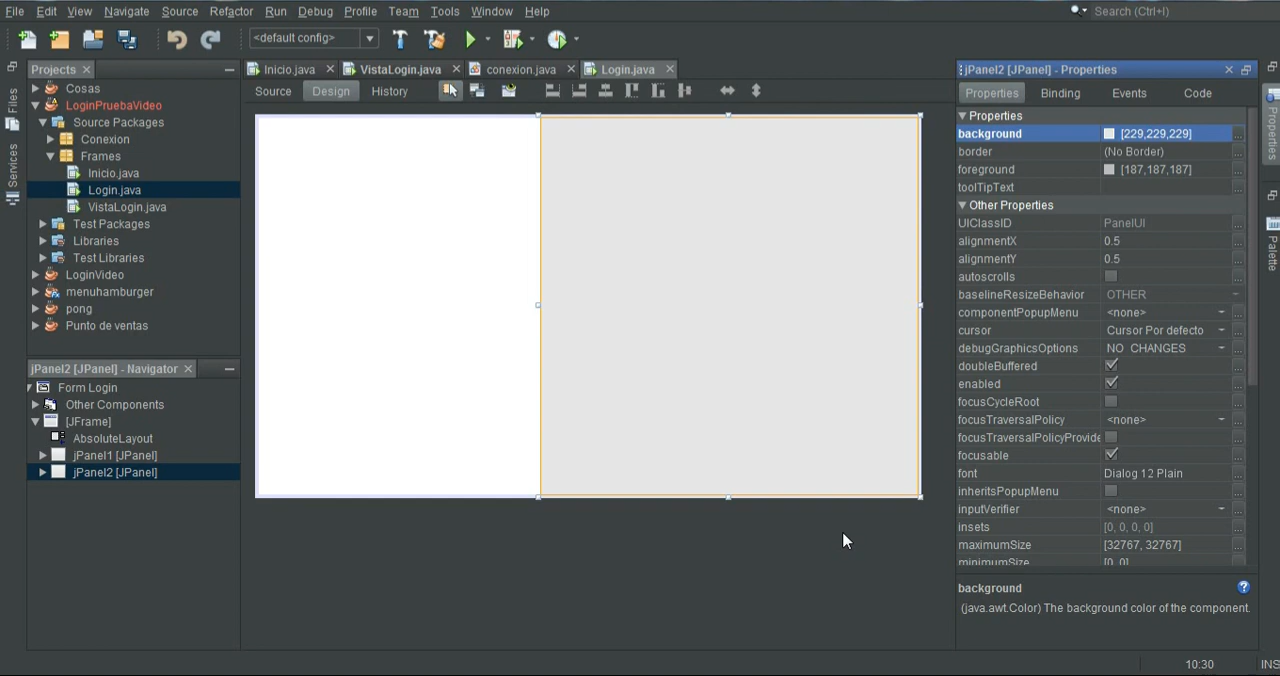 File Edit View Navigate Source Refactor Run Debug Profile Team Tools Window Help
Search (Ctrl+I)
<default config>
Files
Services
Projects
Cosas
LoginPruebaVideo
Source Packages
Conexion
Frames
Inicio.java
Login.java
VistaLogin.java
Test Packages
Libraries
Test Libraries
LoginVideo
menuhamburger
pong
Punto de ventas
jPanel2 [JPanel] - Navigator
Form Login
Other Components
[JFrame]
AbsoluteLayout
jPanel1 [JPanel]
jPanel2 [JPanel]
Inicio.java VistaLogin.java conexion.java Login.java
Source Design History
jPanel2 [JPanel] - Properties
Properties Binding Events Code
Properties
background [229,229,229]
border (No Border)
foreground [187,187,187]
toolTipText
Other Properties
UIClassID PanelUI
alignmentX 0.5
alignmentY 0.5
autoscrolls
baselineResizeBehavior OTHER
componentPopupMenu <none>
cursor Cursor Por defecto
debugGraphicsOptions NO_CHANGES
doubleBuffered
enabled
focusCycleRoot
focusTraversalPolicy <none>
focusTraversalPolicyProvide
focusable
font Dialog 12 Plain
inheritsPopupMenu
inputVerifier <none>
insets [0, 0, 0, 0]
maximumSize [32767, 32767]
minimumSize [0, 0]
background
(java.awt.Color) The background color of the component.
Properties
Palette
10:30 INS